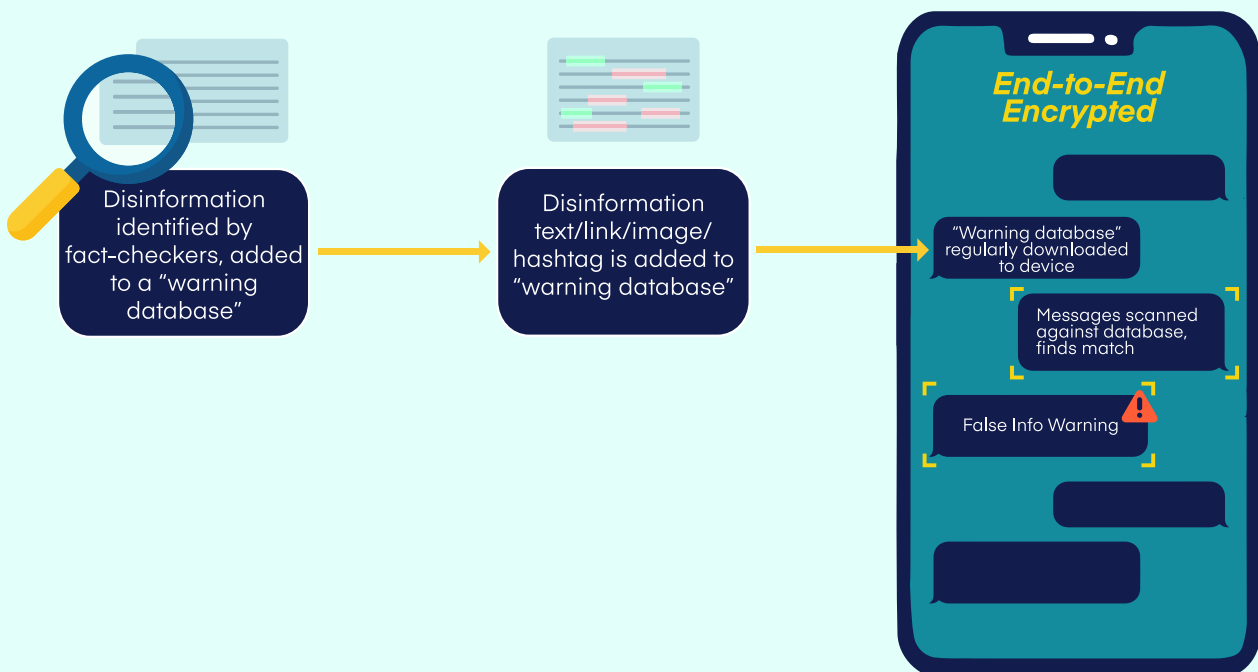 Disinformation
identified by
fact-checkers, added
to a “warning
database”
Disinformation
text/link/image/
hashtag is added to
“warning database”
End-to-End
Encrypted
“Warning database”
regularly downloaded
to device
Messages scanned
against database,
finds match
False Info Warning
!